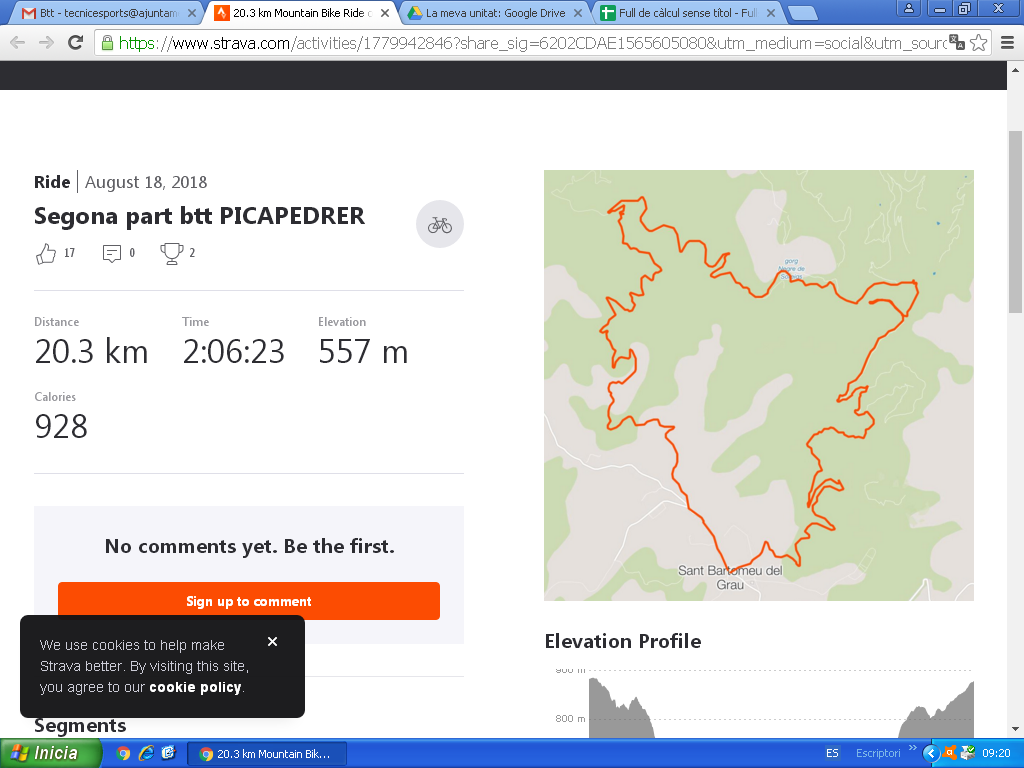 Btt - tecnicesports@ajuntam
20.3 km Mountain Bike Ride
La meva unitat: Google Drive
Full de càlcul sense títol - Full
https://www.strava.com/activities/1779942846?share_sig=6202CDAE1565605080&utm_medium=social&utm_sourc
Ride | August 18, 2018
Segona part btt PICAPEDRER
17 0 2
Distance Time Elevation
20.3 km 2:06:23 557 m
Calories
928
No comments yet. Be the first.
Sign up to comment
We use cookies to help make
Strava better. By visiting this site,
you agree to our cookie policy.
Segments
gorg
Negre de
Sant Bartomeu del
Grau
Elevation Profile
900 m
800 m
Inicia
20.3 km Mountain Bik...
ES
Escriptori
09:20